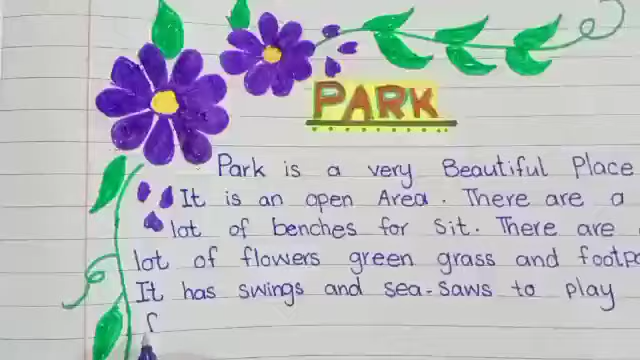 PARK
Park is a very Beautiful Place
It is an open Area. There are a
lot of benches for Sit. There are
lot of flowers green grass and
It has swings and sea-saws to play